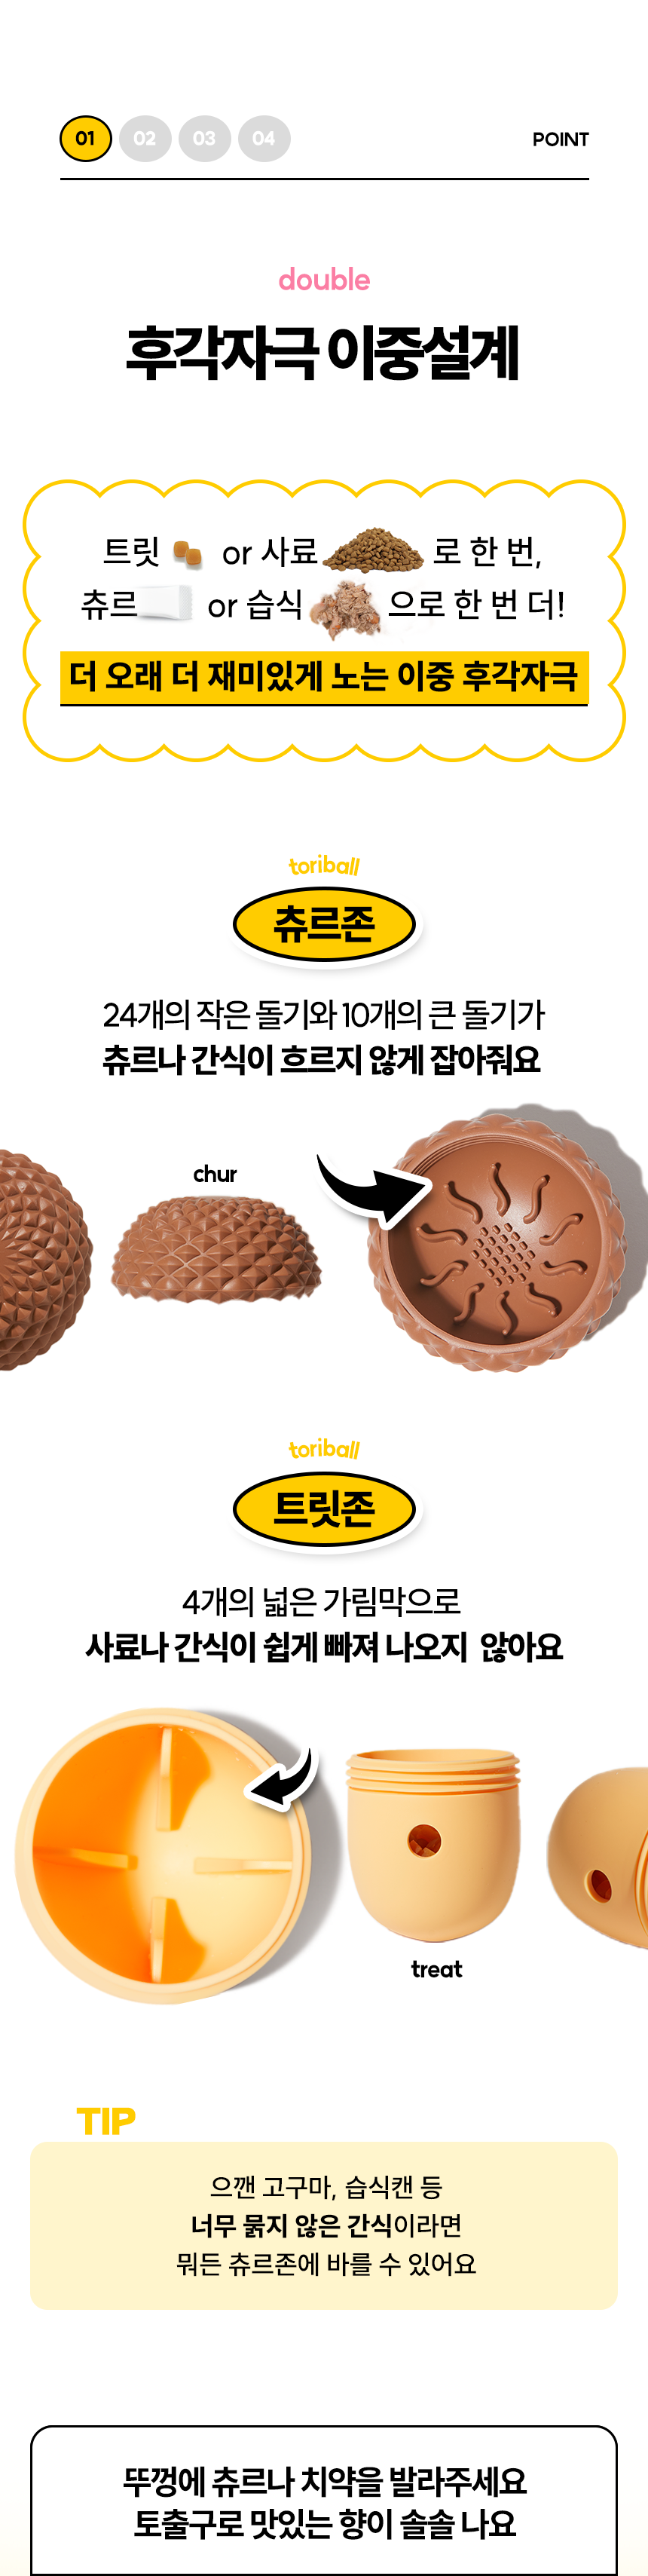 01 02 03 04 POINT
double
후각자극 이중설계
트릿 or 사료 로 한 번,
츄르 or 습식 으로 한 번 더!
더 오래 더 재미있게 노는 이중 후각자극
toriball
츄르존
24개의 작은 돌기와 10개의 큰 돌기가
츄르나 간식이 흐르지 않게 잡아줘요
chur
toriball
트릿존
4개의 넓은 가림막으로
사료나 간식이 쉽게 빠져 나오지 않아요
treat
TIP
으깬 고구마, 습식캔 등
너무 묽지 않은 간식이라면
뭐든 츄르존에 바를 수 있어요
뚜껑에 츄르나 치약을 발라주세요
토출구로 맛있는 향이 솔솔 나요